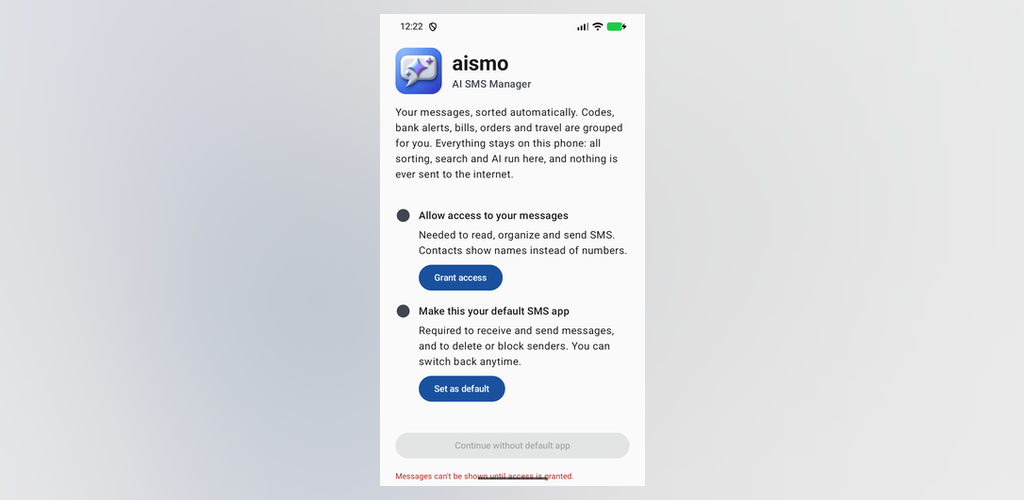 12:22
aismo
AI SMS Manager
Your messages, sorted automatically. Codes,
bank alerts, bills, orders and travel are grouped
for you. Everything stays on this phone: all
sorting, search and AI run here, and nothing is
ever sent to the internet.
Allow access to your messages
Needed to read, organize and send SMS.
Contacts show names instead of numbers.
Grant access
Make this your default SMS app
Required to receive and send messages,
and to delete or block senders. You can
switch back anytime.
Set as default
Continue without default app
Messages can't be shown until access is granted.